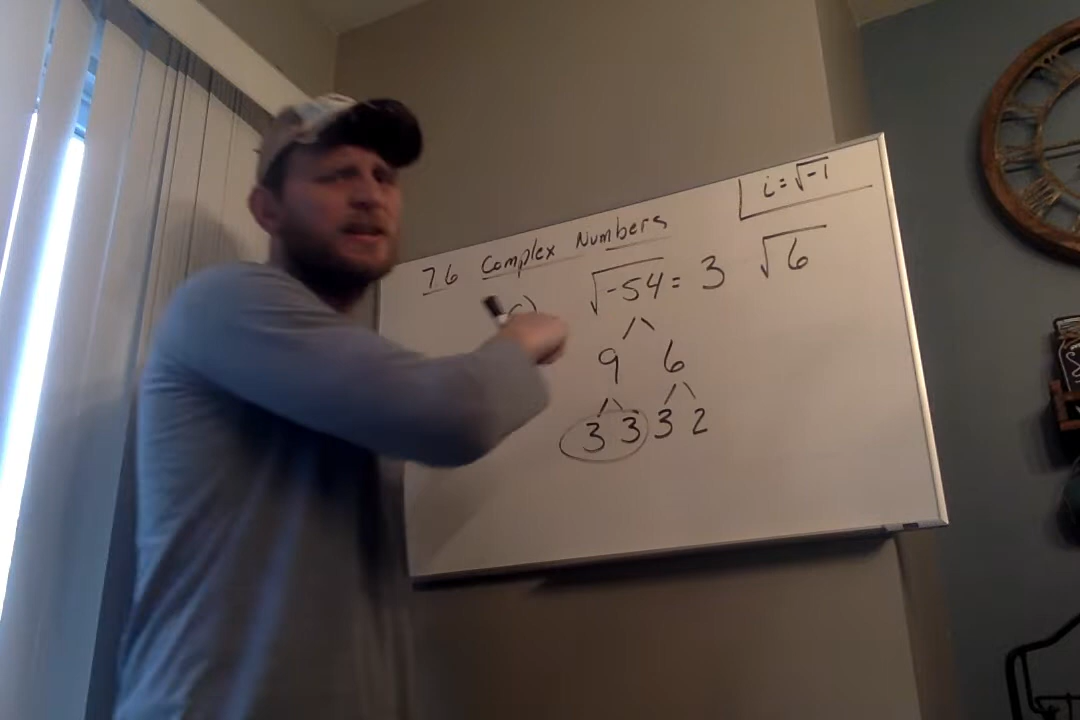 i = √-1
7.6 Complex Numbers
c) √-54 = 3 √6
9 6
3 3 3 2